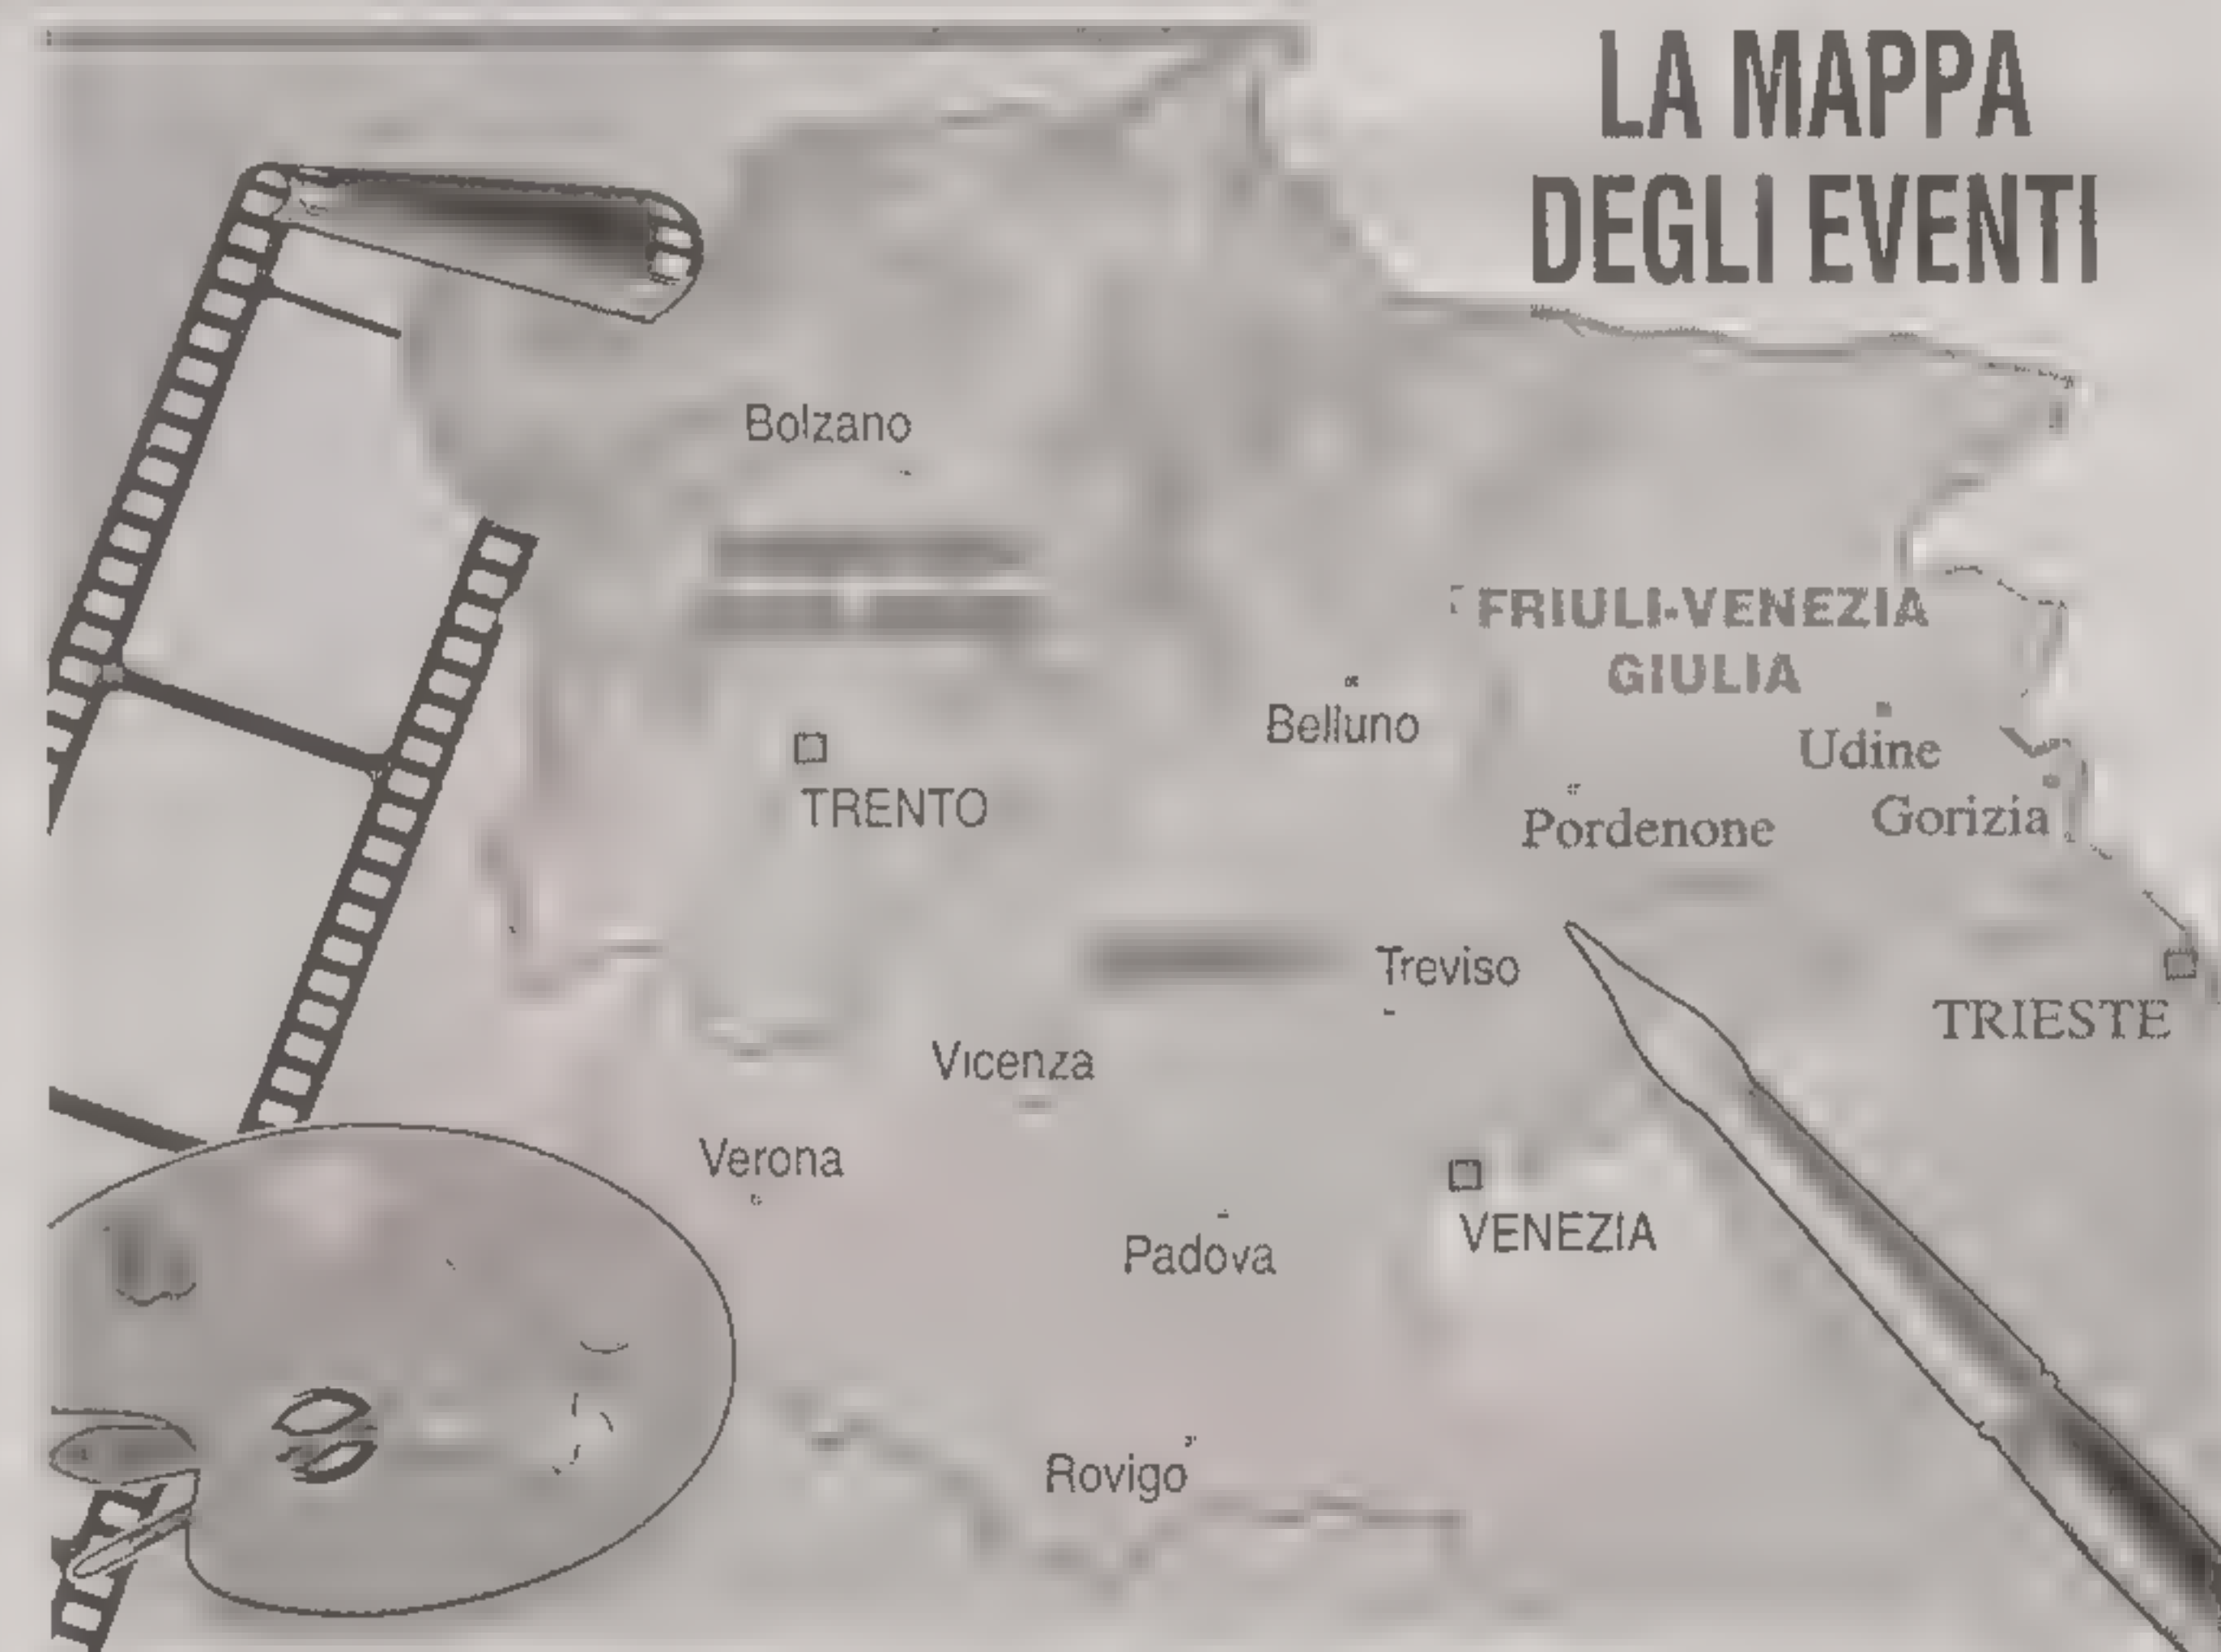 LA MAPPA
DEGLI EVENTI
Bolzano
FRIULI-VENEZIA
GIULIA
Belluno
Udine
TRENTO
Pordenone
Gorizia
Treviso
TRIESTE
Vicenza
Verona
VENEZIA
Padova
Rovigo